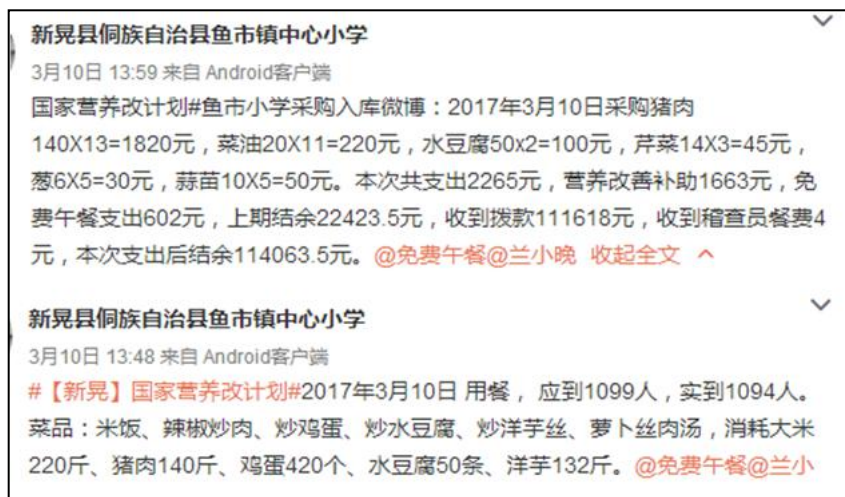 新晃县侗族自治县鱼市镇中心小学
3月10日 13:59 来自 Android客户端
国家营养改计划#鱼市小学采购入库微博：2017年3月10日采购猪肉
140X13=1820元，菜油20X11=220元，水豆腐50x2=100元，芹菜14X3=45元，
葱6X5=30元，蒜苗10X5=50元。本次共支出2265元，营养改善补助1663元，免
费午餐支出602元，上期结余22423.5元，收到拨款111618元，收到稽查员餐费4
元，本次支出后结余114063.5元。@免费午餐@兰小晚 收起全文 ^
新晃县侗族自治县鱼市镇中心小学
3月10日 13:48 来自 Android客户端
#【新晃】国家营养改计划#2017年3月10日 用餐， 应到1099人，实到1094人。
菜品：米饭、辣椒炒肉、炒鸡蛋、炒水豆腐、炒洋芋丝、萝卜丝肉汤，消耗大米
220斤、猪肉140斤、鸡蛋420个、水豆腐50条、洋芋132斤。@免费午餐@兰小